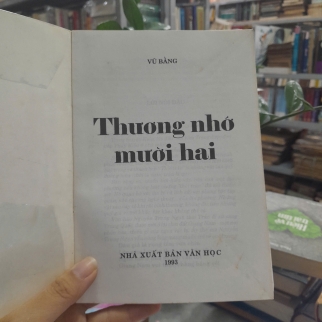 VŨ BẰNG
Thương nhớ
mười hai
NHÀ XUẤT BẢN VĂN HỌC
1993